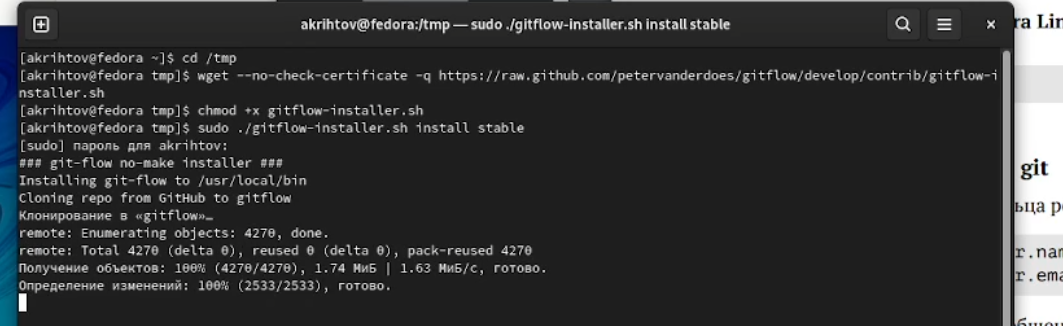 akrihtov@fedora:/tmp — sudo ./gitflow-installer.sh install stable
[akrihtov@fedora ~]$ cd /tmp
[akrihtov@fedora tmp]$ wget --no-check-certificate -q https://raw.github.com/petervanderdoes/gitflow/develop/contrib/gitflow-i
nstaller.sh
[akrihtov@fedora tmp]$ chmod +x gitflow-installer.sh
[akrihtov@fedora tmp]$ sudo ./gitflow-installer.sh install stable
[sudo] пароль для akrihtov:
### git-flow no-make installer ###
Installing git-flow to /usr/local/bin
Cloning repo from GitHub to gitflow
Клонирование в «gitflow»…
remote: Enumerating objects: 4270, done.
remote: Total 4270 (delta 0), reused 0 (delta 0), pack-reused 4270
Получение объектов: 100% (4270/4270), 1.74 МиБ | 1.63 МиБ/с, готово.
Определение изменений: 100% (2533/2533), готово.
ra Lin
git
ьца р
r.nam
r.ema